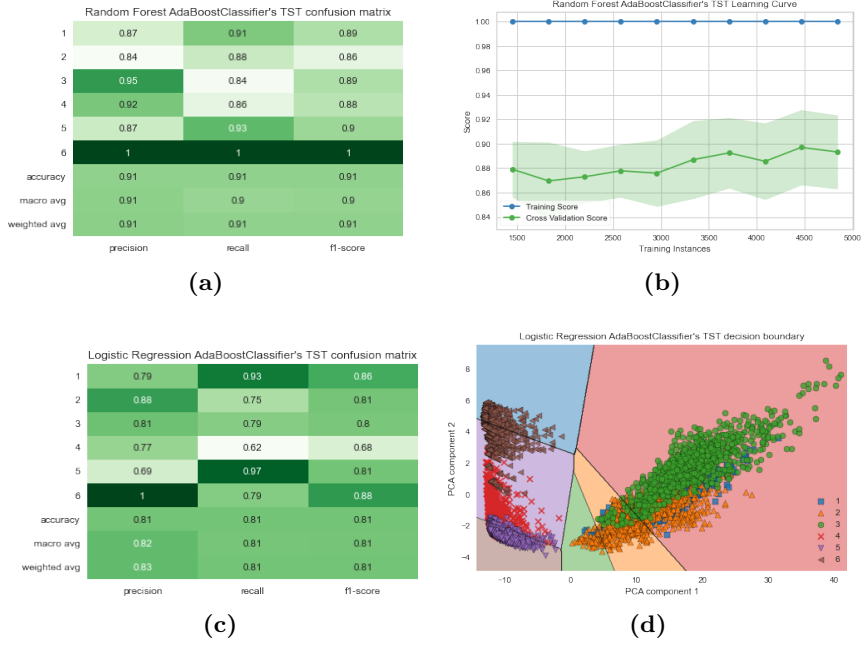 Random Forest AdaBoostClassifier's TST confusion matrix
1 0.87 0.91 0.89
2 0.84 0.88 0.86
3 0.95 0.84 0.89
4 0.92 0.86 0.88
5 0.87 0.93 0.9
6 1 1 1
accuracy 0.91 0.91 0.91
macro avg 0.91 0.9 0.9
weighted avg 0.91 0.91 0.91
precision recall f1-score
(a)
Random Forest AdaBoostClassifier's TST Learning Curve
1.00
0.98
0.96
0.94
0.92
0.90
0.88
0.86
0.84
Score
Training Score
Cross Validation Score
1500 2000 2500 3000 3500 4000 4500 5000
Training Instances
(b)
Logistic Regression AdaBoostClassifier's TST confusion matrix
1 0.79 0.93 0.86
2 0.88 0.75 0.81
3 0.81 0.79 0.8
4 0.77 0.62 0.68
5 0.69 0.97 0.81
6 1 0.79 0.88
accuracy 0.81 0.81 0.81
macro avg 0.82 0.81 0.81
weighted avg 0.83 0.81 0.81
precision recall f1-score
(c)
Logistic Regression AdaBoostClassifier's TST decision boundary
8
6
4
2
0
−2
−4
PCA component 2
1
2
3
4
5
6
−10 0 10 20 30 40
PCA component 1
(d)